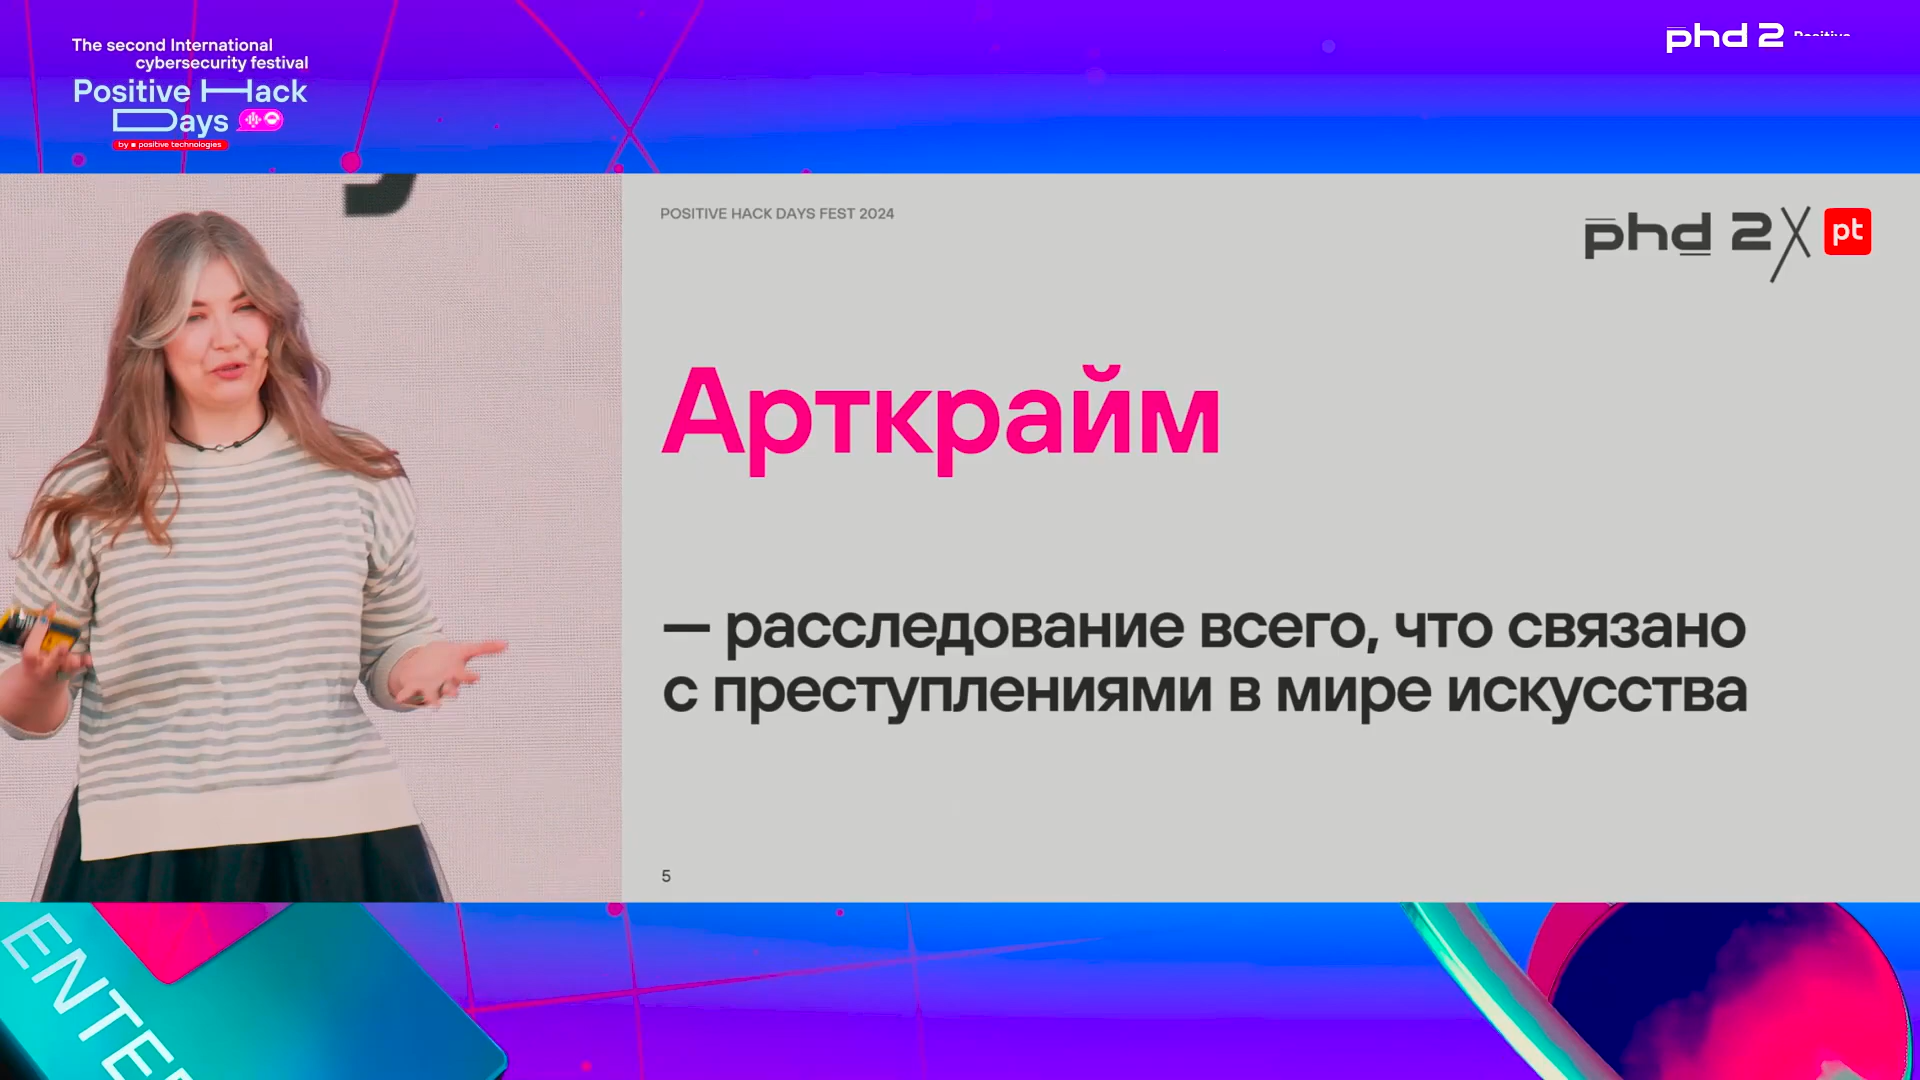 The second International
cybersecurity festival
Positive Hack
Days
by positive technologies
phd 2
POSITIVE HACK DAYS FEST 2024
phd 2
pt
Арткрайм
— расследование всего, что связано
с преступлениями в мире искусства
5